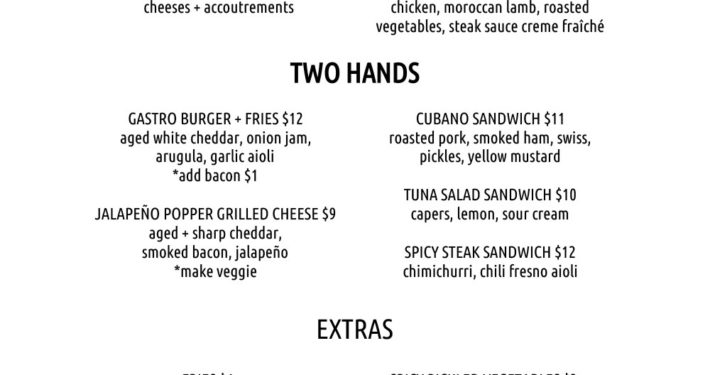 cheeses + accoutrements
chicken, moroccan lamb, roasted
vegetables, steak sauce creme fraîché
TWO HANDS
GASTRO BURGER + FRIES $12
aged white cheddar, onion jam,
arugula, garlic aioli
*add bacon $1
JALAPEÑO POPPER GRILLED CHEESE $9
aged + sharp cheddar,
smoked bacon, jalapeño
*make veggie
CUBANO SANDWICH $11
roasted pork, smoked ham, swiss,
pickles, yellow mustard
TUNA SALAD SANDWICH $10
capers, lemon, sour cream
SPICY STEAK SANDWICH $12
chimichurri, chili fresno aioli
EXTRAS